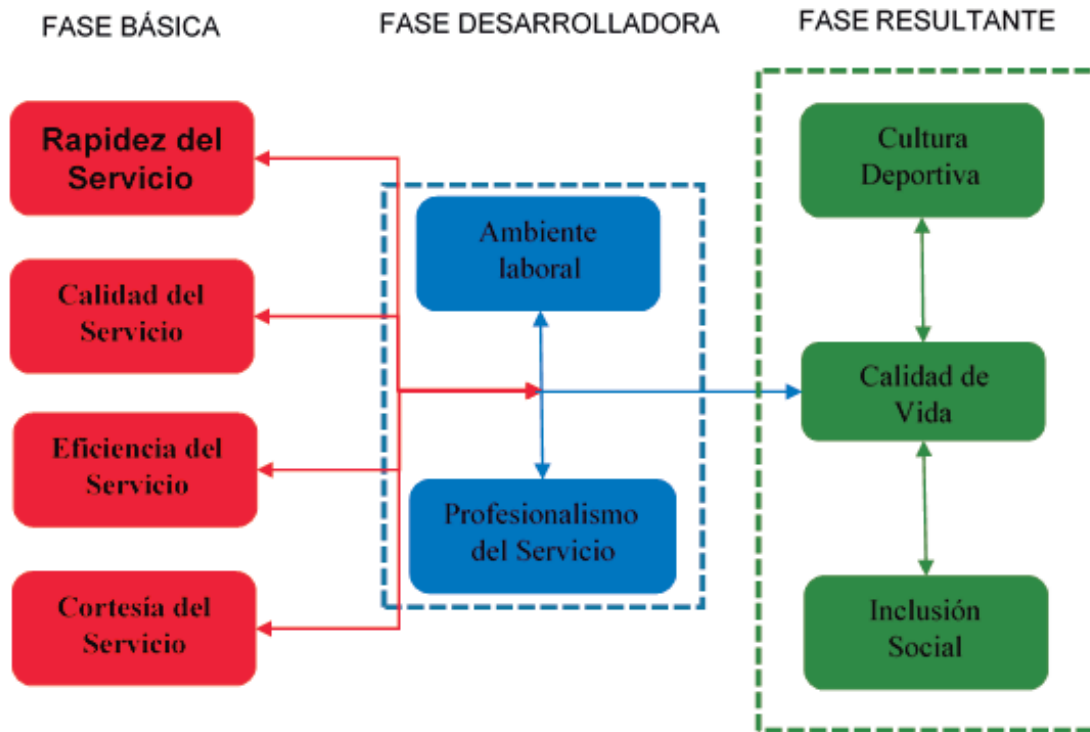 FASE BÁSICA
FASE DESARROLLADORA
FASE RESULTANTE
Rapidez del
Servicio
Calidad del
Servicio
Eficiencia del
Servicio
Cortesía del
Servicio
Ambiente
laboral
Profesionalismo
del Servicio
Cultura
Deportiva
Calidad de
Vida
Inclusión
Social